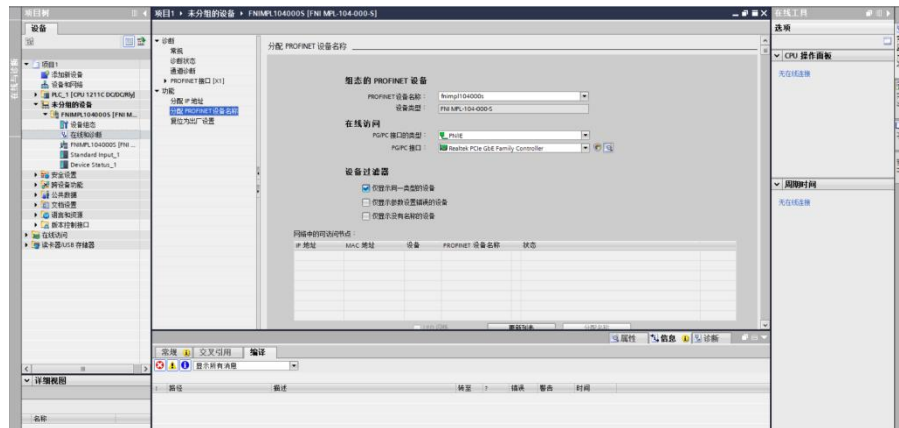 项目树
项目1 ▸ 未分组的设备 ▸ FNIMPL104000S [FNI MPL-104-000-S]
在线工具
设备
选项
项目1
添加新设备
设备和网络
PLC_1 [CPU 1211C DC/DC/Rly]
未分组的设备
FNIMPL104000S [FNI M...
设备组态
在线和诊断
FNIMPL104000S [FNI ...
Standard Input_1
Device Status_1
安全设置
跨设备功能
公共数据
文档设置
语言和资源
版本控制接口
在线访问
读卡器/USB 存储器
详细视图
名称
诊断
常规
诊断状态
通道诊断
PROFINET接口 [X1]
功能
分配 IP 地址
分配 PROFINET 设备名称
复位为出厂设置
分配 PROFINET 设备名称
组态的 PROFINET 设备
PROFINET 设备名称:
fnimpl104000s
设备类型:
FNI MPL-104-000-S
在线访问
PG/PC 接口的类型:
PN/IE
PG/PC 接口:
Realtek PCIe GbE Family Controller
设备过滤器
仅显示同一类型的设备
仅显示参数设置错误的设备
仅显示没有名称的设备
网络中的可访问节点:
IP 地址 MAC 地址 设备 PROFINET 设备名称 状态
更新列表
分配名称
属性 信息 诊断
常规 交叉引用 编译
显示所有消息
! 路径 描述 转至 ? 错误 警告 时间
CPU 操作面板
无在线连接
周期时间
无在线连接